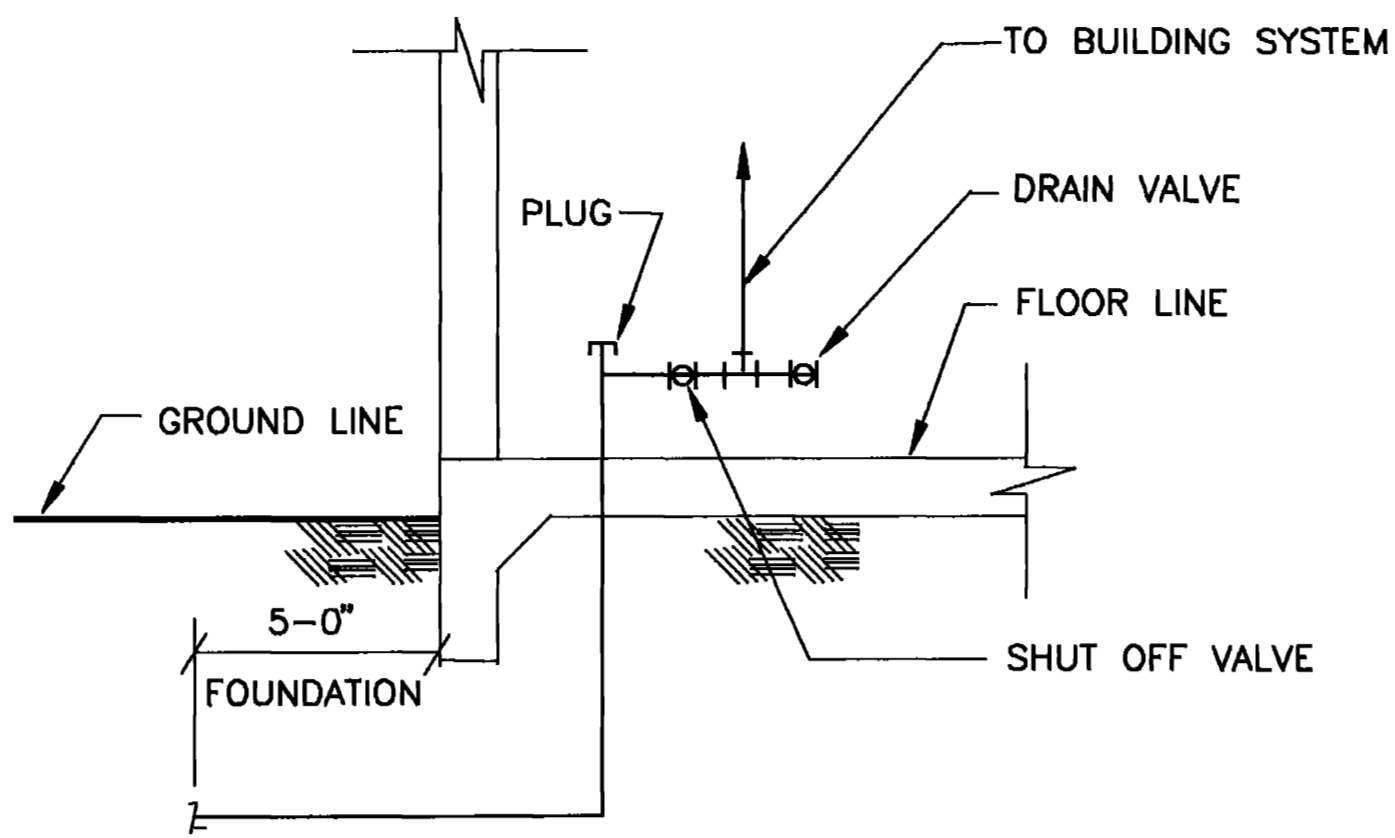 TO BUILDING SYSTEM
DRAIN VALVE
PLUG
FLOOR LINE
GROUND LINE
5-0"
SHUT OFF VALVE
FOUNDATION